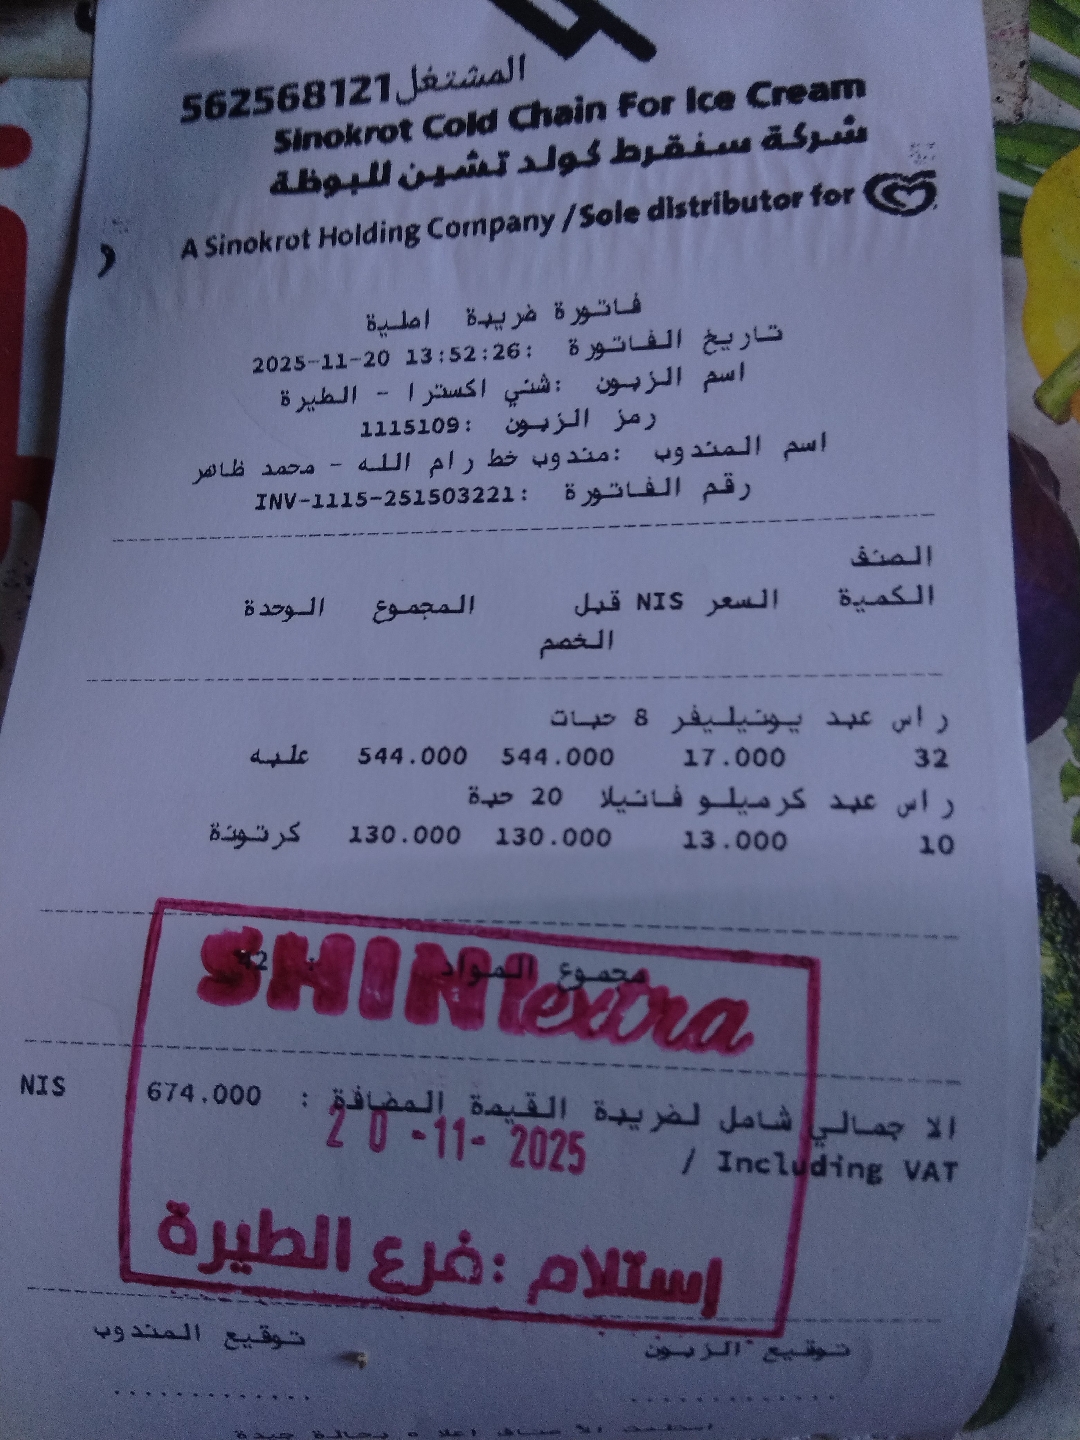 562568121 المشتغل
Sinokrot Cold Chain For Ice Cream
شركة سنقرط كولد تشين للبوظة
A Sinokrot Holding Company / Sole distributor for
فاتورة ضريبة اصلية
تاريخ الفاتورة :2025-11-20 13:52:26
اسم الزبون :شني اكسترا - الطيرة
رمز الزبون :1115109
اسم المندوب :مندوب خط رام الله - محمد ظاهر
رقم الفاتورة :INV-1115-251503221
الصنف
الكمية السعر NIS قبل المجموع الوحدة
الخصم
راس عبد يونيليفر 8 حبات
32 17.000 544.000 544.000 علبه
راس عبد كرميلو فانيلا 20 حبة
10 13.000 130.000 130.000 كرتونة
مجموع المواد : 42
SHINI extra
الاجمالي شامل لضريبة القيمة المضافة : 674.000 NIS
/ Including VAT
20-11-2025
إستلام :فرع الطيرة
توقيع الزبون توقيع المندوب